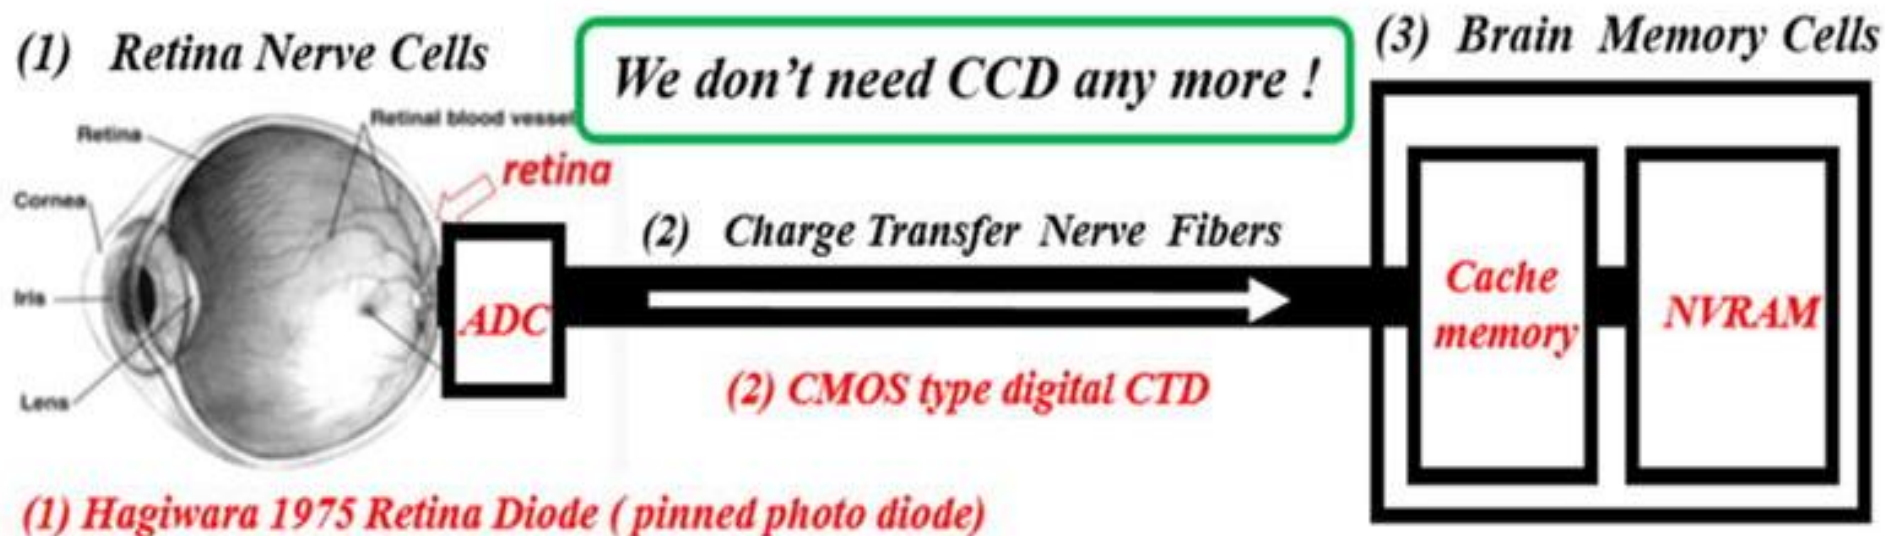 (1) Retina Nerve Cells
We don't need CCD any more !
(3) Brain Memory Cells
Retinal blood vessel
Retina
retina
Cornea
(2) Charge Transfer Nerve Fibers
Iris
ADC
Cache
memory
NVRAM
Lens
(2) CMOS type digital CTD
(1) Hagiwara 1975 Retina Diode ( pinned photo diode)